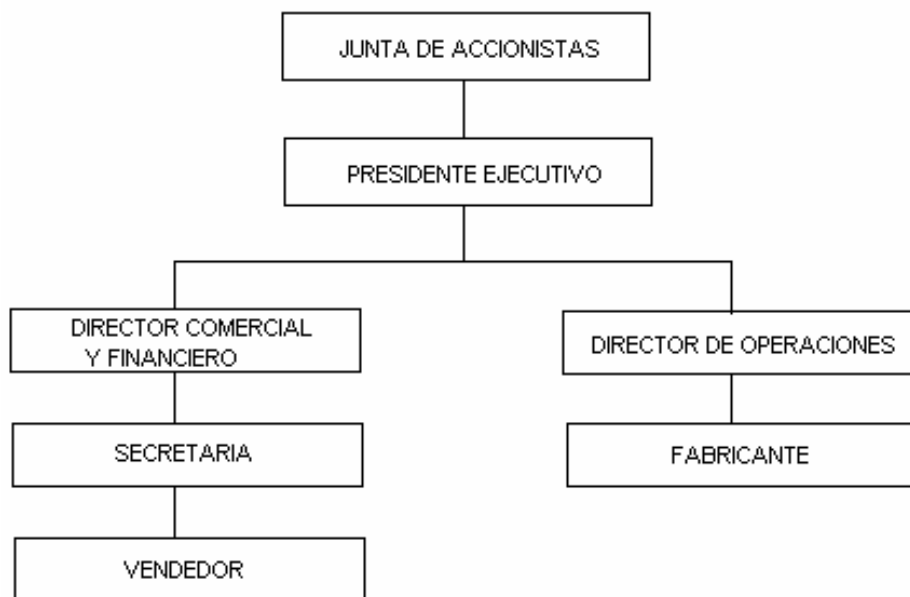 JUNTA DE ACCIONISTAS
PRESIDENTE EJECUTIVO
DIRECTOR COMERCIAL
Y FINANCIERO
DIRECTOR DE OPERACIONES
SECRETARIA
FABRICANTE
VENDEDOR